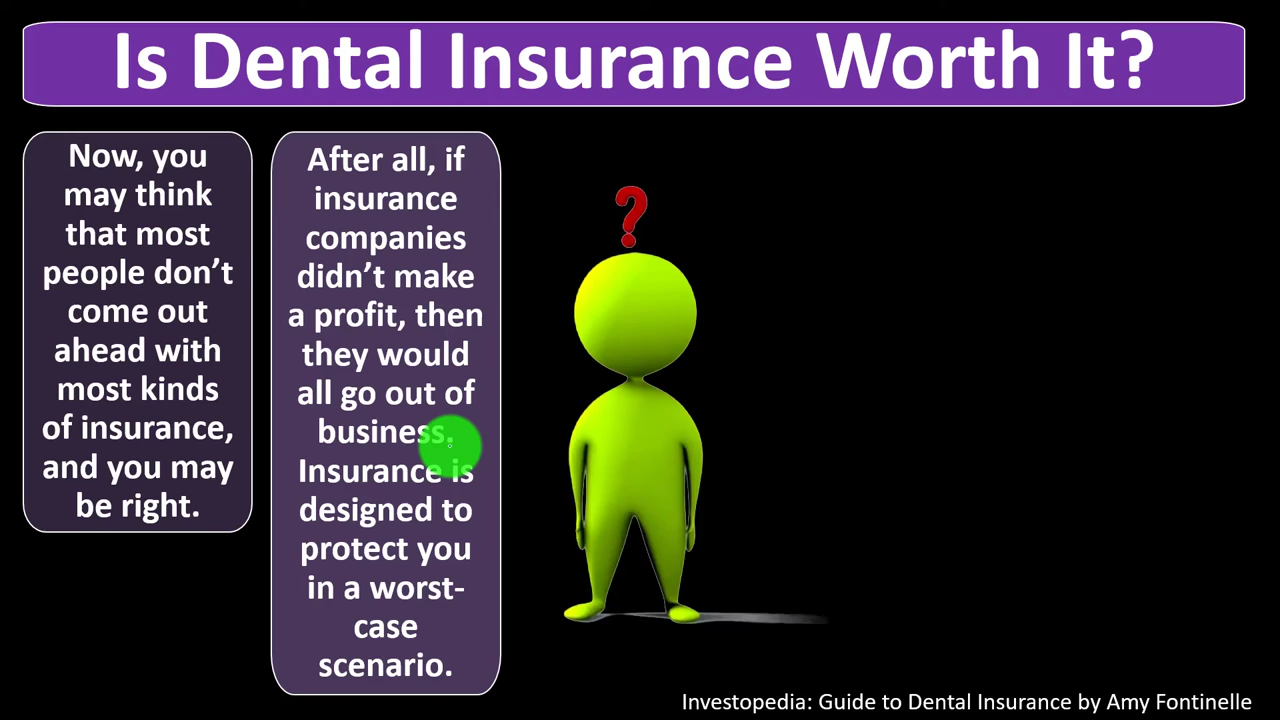 Is Dental Insurance Worth It?
Now, you
may think
that most
people don’t
come out
ahead with
most kinds
of insurance,
and you may
be right.
After all, if
insurance
companies
didn’t make
a profit, then
they would
all go out of
business.
Insurance is
designed to
protect you
in a worst-
case
scenario.
?
Investopedia: Guide to Dental Insurance by Amy Fontinelle